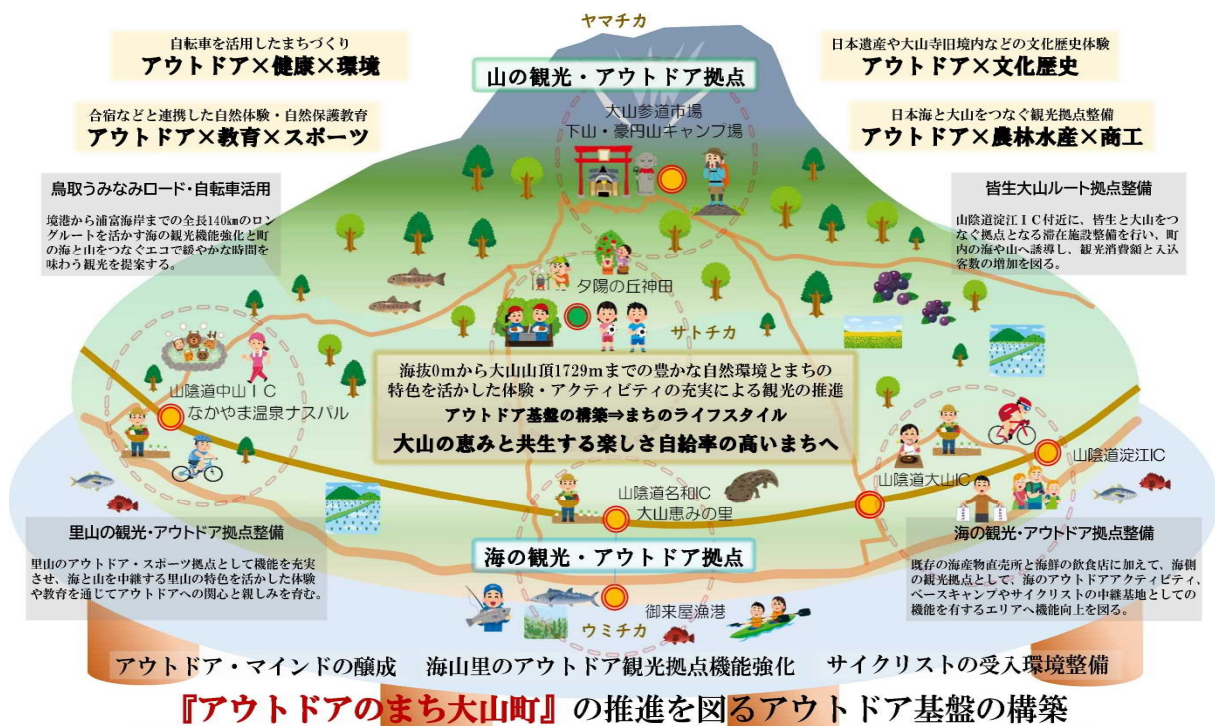 ヤマチカ
自転車を活用したまちづくり
アウトドア×健康×環境
合宿などと連携した自然体験・自然保護教育
アウトドア×教育×スポーツ
日本遺産や大山寺旧境内などの文化歴史体験
アウトドア×文化歴史
日本海と大山をつなぐ観光拠点整備
アウトドア×農林水産×商工
山の観光・アウトドア拠点
大山参道市場
下山・豪円山キャンプ場
鳥取うみなみロード・自転車活用
境港から浦富海岸までの全長140㎞のロン
グルートを活かす海の観光機能強化と町
の海と山をつなぐエコで緩やかな時間を
味わう観光を提案する。
皆生大山ルート拠点整備
山陰道淀江IC付近に、皆生と大山をつ
なぐ拠点となる滞在施設整備を行い、町
内の海や山へ誘導し、観光消費額と入込
客数の増加を図る。
夕陽の丘神田
サトチカ
海抜0mから大山山頂1729mまでの豊かな自然環境とまちの
特色を活かした体験・アクティビティの充実による観光の推進
アウトドア基盤の構築⇒まちのライフスタイル
大山の恵みと共生する楽しさ自給率の高いまちへ
山陰道中山IC
なかやま温泉ナスパル
山陰道名和IC
大山恵みの里
山陰道大山IC
山陰道淀江IC
里山の観光・アウトドア拠点整備
里山のアウトドア・スポーツ拠点として機能を充実
させ、海と山を中継する里山の特色を活かした体験
や教育を通じてアウトドアへの関心と親しみを育む。
海の観光・アウトドア拠点
御来屋漁港
ウミチカ
海の観光・アウトドア拠点整備
既存の海産物直売所と海鮮の飲食店に加えて、海側
の観光拠点として、海のアウトドアアクティビティ、
ベースキャンプやサイクリストの中継基地としての
機能を有するエリアへ機能向上を図る。
アウトドア・マインドの醸成 海山里のアウトドア観光拠点機能強化 サイクリストの受入環境整備
『アウトドアのまち大山町』の推進を図るアウトドア基盤の構築